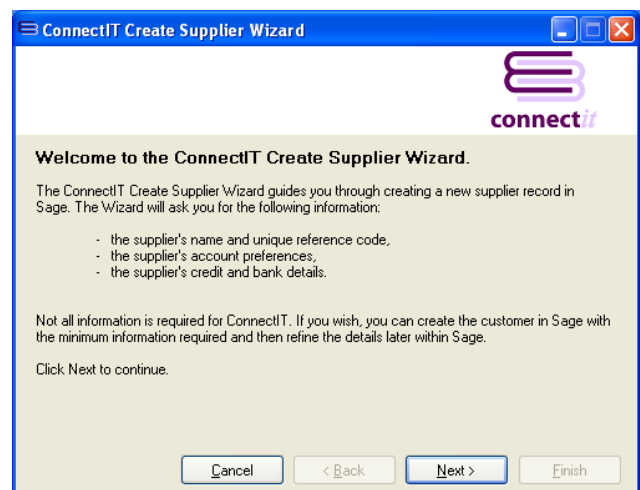 ConnectIT Create Supplier Wizard
connectit
Welcome to the ConnectIT Create Supplier Wizard.
The ConnectIT Create Supplier Wizard guides you through creating a new supplier record in
Sage. The Wizard will ask you for the following information:
- the supplier's name and unique reference code,
- the supplier's account preferences,
- the supplier's credit and bank details.
Not all information is required for ConnectIT. If you wish, you can create the customer in Sage with
the minimum information required and then refine the details later within Sage.
Click Next to continue.
Cancel < Back Next > Finish